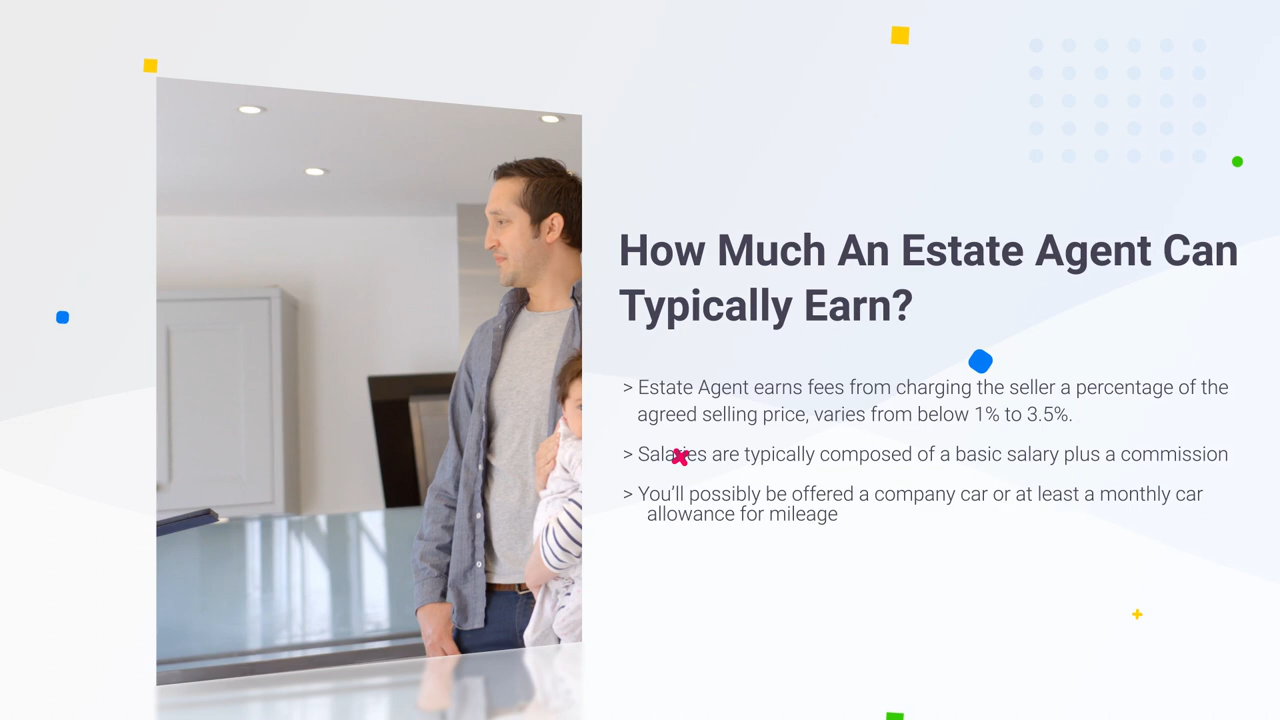 How Much An Estate Agent Can
Typically Earn?
> Estate Agent earns fees from charging the seller a percentage of the
agreed selling price, varies from below 1% to 3.5%.
> Salaries are typically composed of a basic salary plus a commission
> You’ll possibly be offered a company car or at least a monthly car
allowance for mileage